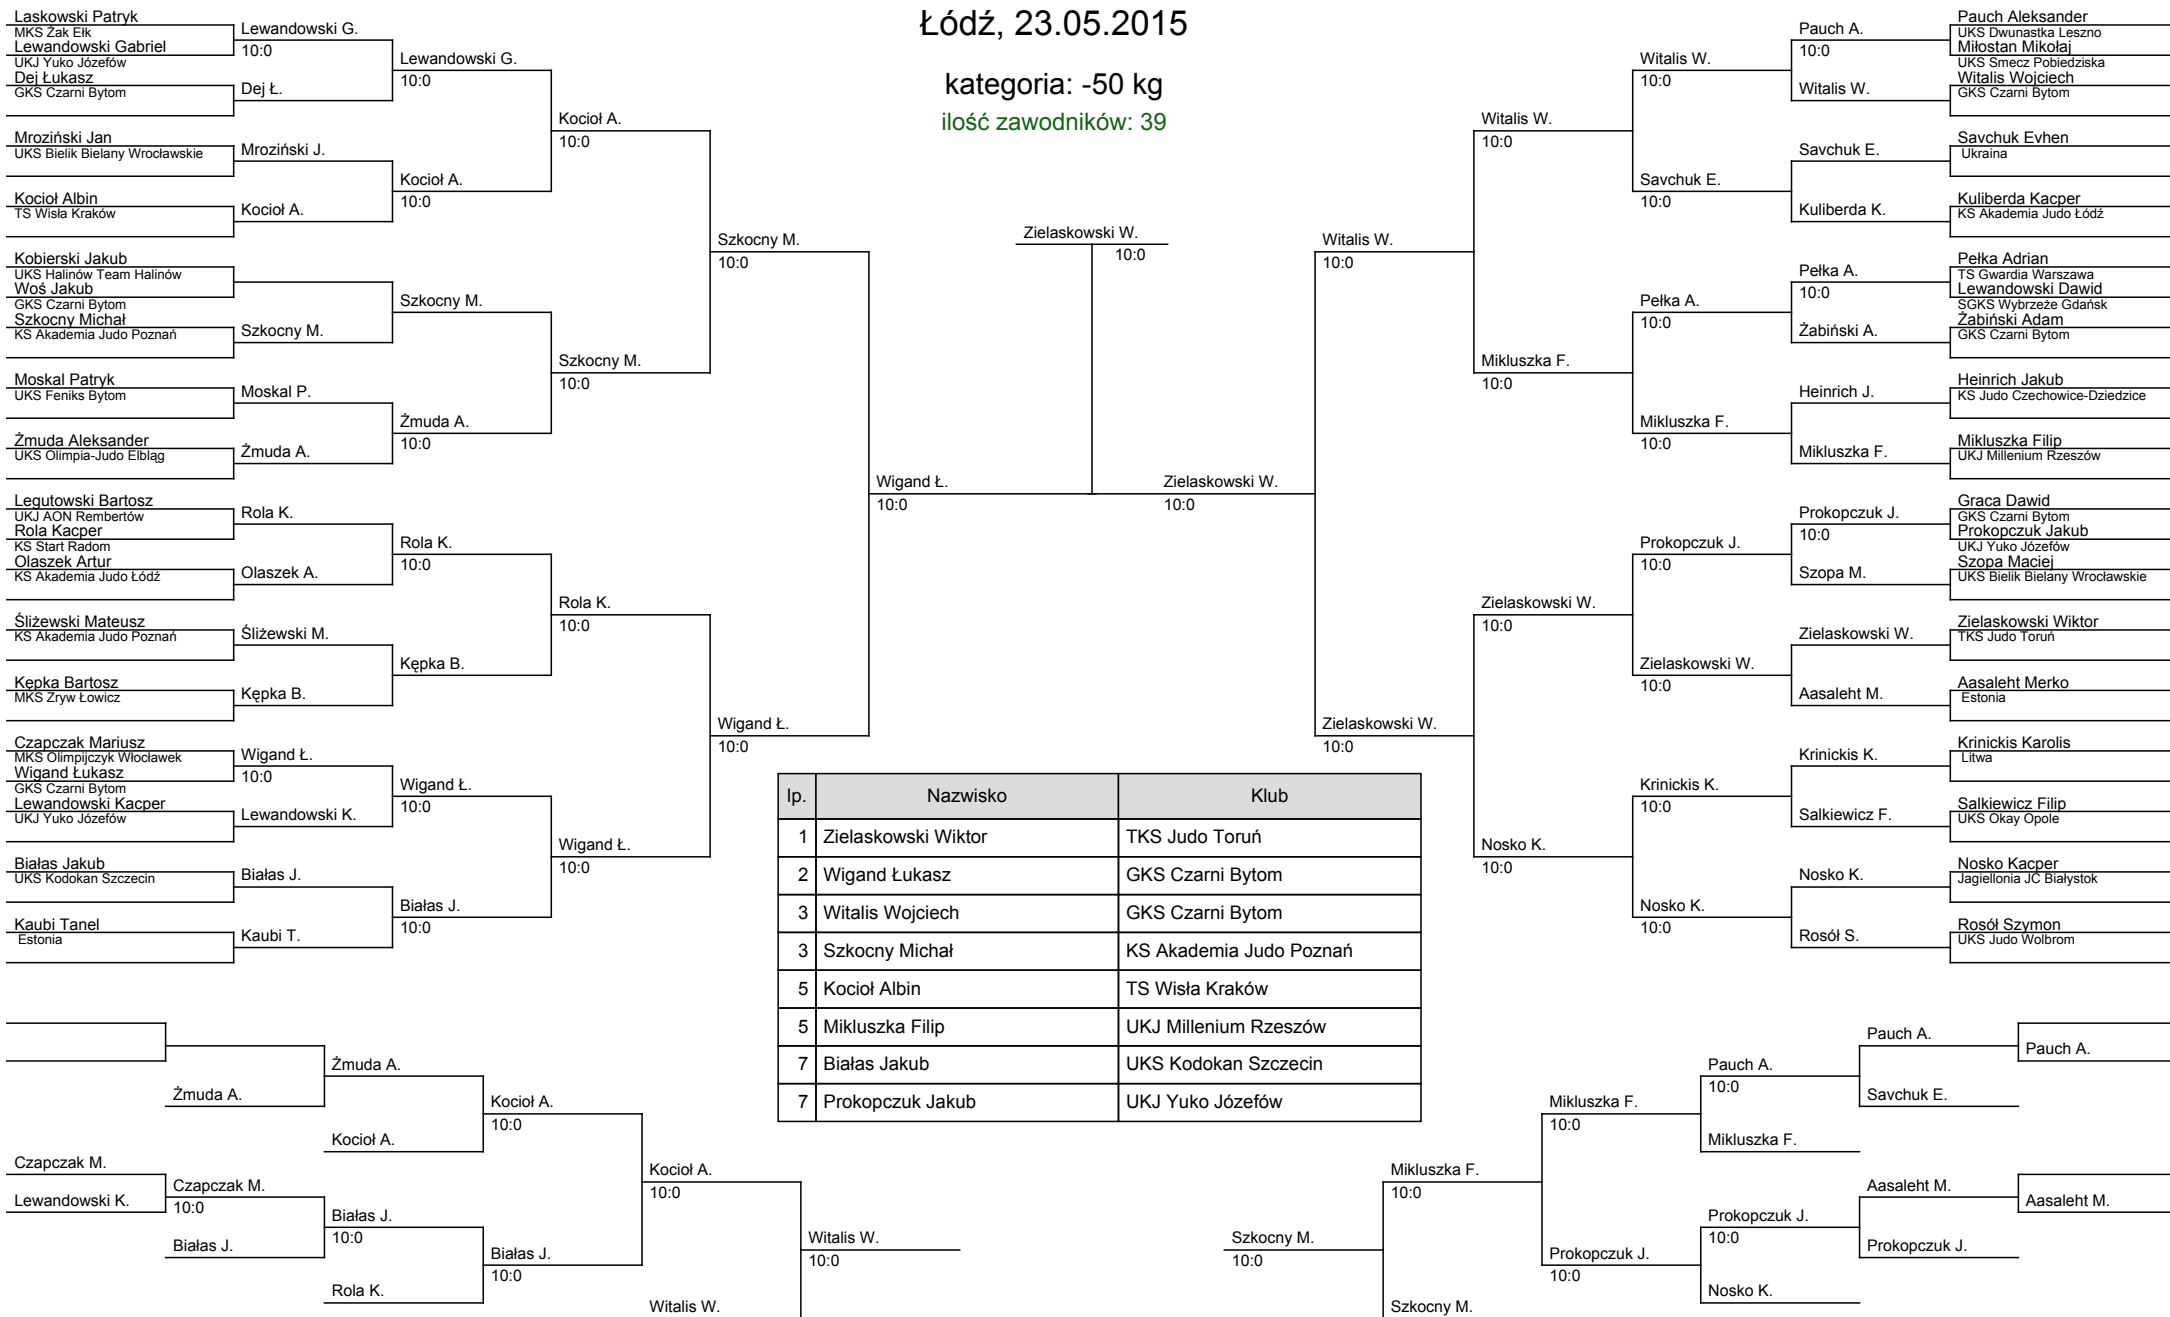 Łódź, 23.05.2015
kategoria: -50 kg
ilość zawodników: 39
Laskowski Patryk
MKS Żak Ełk
Lewandowski Gabriel
UKJ Yuko Józefów
Dej Łukasz
GKS Czarni Bytom
Mroziński Jan
UKS Bielik Bielany Wrocławskie
Kocioł Albin
TS Wisła Kraków
Kobierski Jakub
UKS Halinów Team Halinów
Woś Jakub
GKS Czarni Bytom
Szkocny Michał
KS Akademia Judo Poznań
Moskal Patryk
UKS Feniks Bytom
Żmuda Aleksander
UKS Olimpia-Judo Elbląg
Legutowski Bartosz
UKJ AON Rembertów
Rola Kacper
KS Start Radom
Olaszek Artur
KS Akademia Judo Łódź
Śliżewski Mateusz
KS Akademia Judo Poznań
Kępka Bartosz
MKS Zryw Łowicz
Czapczak Mariusz
MKS Olimpijczyk Włocławek
Wigand Łukasz
GKS Czarni Bytom
Lewandowski Kacper
UKJ Yuko Józefów
Białas Jakub
UKS Kodokan Szczecin
Kaubi Tanel
Estonia
Lewandowski G.
10:0
Dej Ł.
Mroziński J.
Kocioł A.
Szkocny M.
Moskal P.
Żmuda A.
Rola K.
Olaszek A.
Śliżewski M.
Kępka B.
Wigand Ł.
10:0
Lewandowski K.
Białas J.
Kaubi T.
Lewandowski G.
10:0
Kocioł A.
10:0
Szkocny M.
Żmuda A.
10:0
Rola K.
10:0
Kępka B.
Wigand Ł.
10:0
Białas J.
10:0
Kocioł A.
10:0
Szkocny M.
10:0
Rola K.
10:0
Wigand Ł.
10:0
Szkocny M.
10:0
Wigand Ł.
10:0
Wigand Ł.
10:0
Zielaskowski W.
10:0
Zielaskowski W.
10:0
Witalis W.
10:0
Zielaskowski W.
10:0
Witalis W.
10:0
Mikluszka F.
10:0
Zielaskowski W.
10:0
Nosko K.
10:0
Witalis W.
10:0
Savchuk E.
10:0
Pełka A.
10:0
Mikluszka F.
10:0
Prokopczuk J.
10:0
Zielaskowski W.
10:0
Krinickis K.
10:0
Nosko K.
10:0
Pauch A.
10:0
Witalis W.
Savchuk E.
Kuliberda K.
Pełka A.
10:0
Żabiński A.
Heinrich J.
Mikluszka F.
Prokopczuk J.
10:0
Szopa M.
Zielaskowski W.
Aasaleht M.
Krinickis K.
Salkiewicz F.
Nosko K.
Rosół S.
Pauch Aleksander
UKS Dwunastka Leszno
Miłostan Mikołaj
UKS Smecz Pobiedziska
Witalis Wojciech
GKS Czarni Bytom
Savchuk Evhen
Ukraina
Kuliberda Kacper
KS Akademia Judo Łódź
Pełka Adrian
TS Gwardia Warszawa
Lewandowski Dawid
SGKS Wybrzeże Gdańsk
Żabiński Adam
GKS Czarni Bytom
Heinrich Jakub
KS Judo Czechowice-Dziedzice
Mikluszka Filip
UKJ Millenium Rzeszów
Graca Dawid
GKS Czarni Bytom
Prokopczuk Jakub
UKJ Yuko Józefów
Szopa Maciej
UKS Bielik Bielany Wrocławskie
Zielaskowski Wiktor
TKS Judo Toruń
Aasaleht Merko
Estonia
Krinickis Karolis
Litwa
Salkiewicz Filip
UKS Okay Opole
Nosko Kacper
Jagiellonia JC Białystok
Rosół Szymon
UKS Judo Wolbrom
lp. Nazwisko Klub
1 Zielaskowski Wiktor TKS Judo Toruń
2 Wigand Łukasz GKS Czarni Bytom
3 Witalis Wojciech GKS Czarni Bytom
3 Szkocny Michał KS Akademia Judo Poznań
5 Kocioł Albin TS Wisła Kraków
5 Mikluszka Filip UKJ Millenium Rzeszów
7 Białas Jakub UKS Kodokan Szczecin
7 Prokopczuk Jakub UKJ Yuko Józefów
Czapczak M.
Lewandowski K.
Żmuda A.
Czapczak M.
10:0
Białas J.
Żmuda A.
Kocioł A.
Białas J.
10:0
Rola K.
Kocioł A.
10:0
Białas J.
10:0
Kocioł A.
10:0
Witalis W.
Witalis W.
10:0
Szkocny M.
10:0
Mikluszka F.
10:0
Szkocny M.
Mikluszka F.
10:0
Prokopczuk J.
10:0
Pauch A.
10:0
Mikluszka F.
Prokopczuk J.
10:0
Nosko K.
Pauch A.
Savchuk E.
Aasaleht M.
Prokopczuk J.
Pauch A.
Aasaleht M.